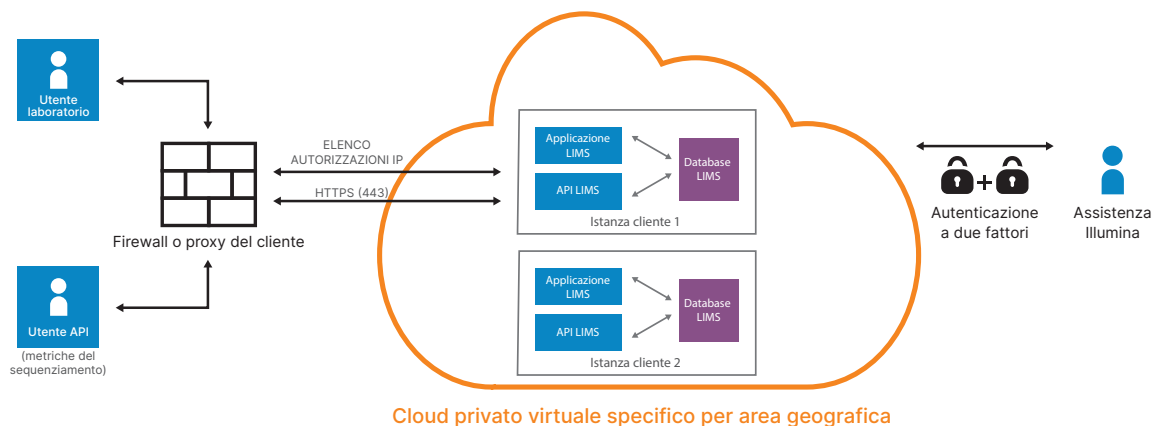 Utente
laboratorio
Firewall o proxy del cliente
Utente API
(metriche del
sequenziamento)
ELENCO
AUTORIZZAZIONI IP
HTTPS (443)
Applicazione
LIMS
API LIMS
Database
LIMS
Istanza cliente 1
Applicazione
LIMS
API LIMS
Database
LIMS
Istanza cliente 2
+
Autenticazione
a due fattori
Assistenza
Illumina
Cloud privato virtuale specifico per area geografica